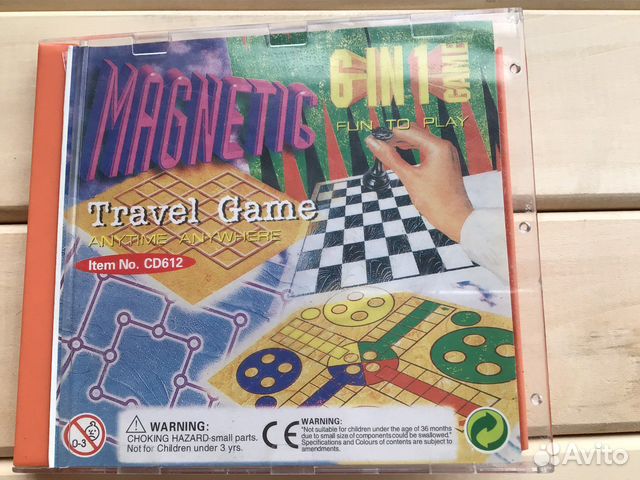 MAGNETIC
6 IN 1
GAME
FUN TO PLAY
Travel Game
ANYTIME ANYWHERE
Item No. CD612
0-3
WARNING:
CHOKING HAZARD-small parts.
Not for Children under 3 yrs.
CE
WARNING:
"Not suitable for children under the age of 36 months
due to small size of components could be swallowed."
Specifications and Colours of contents are subject to
amendments.
Avito